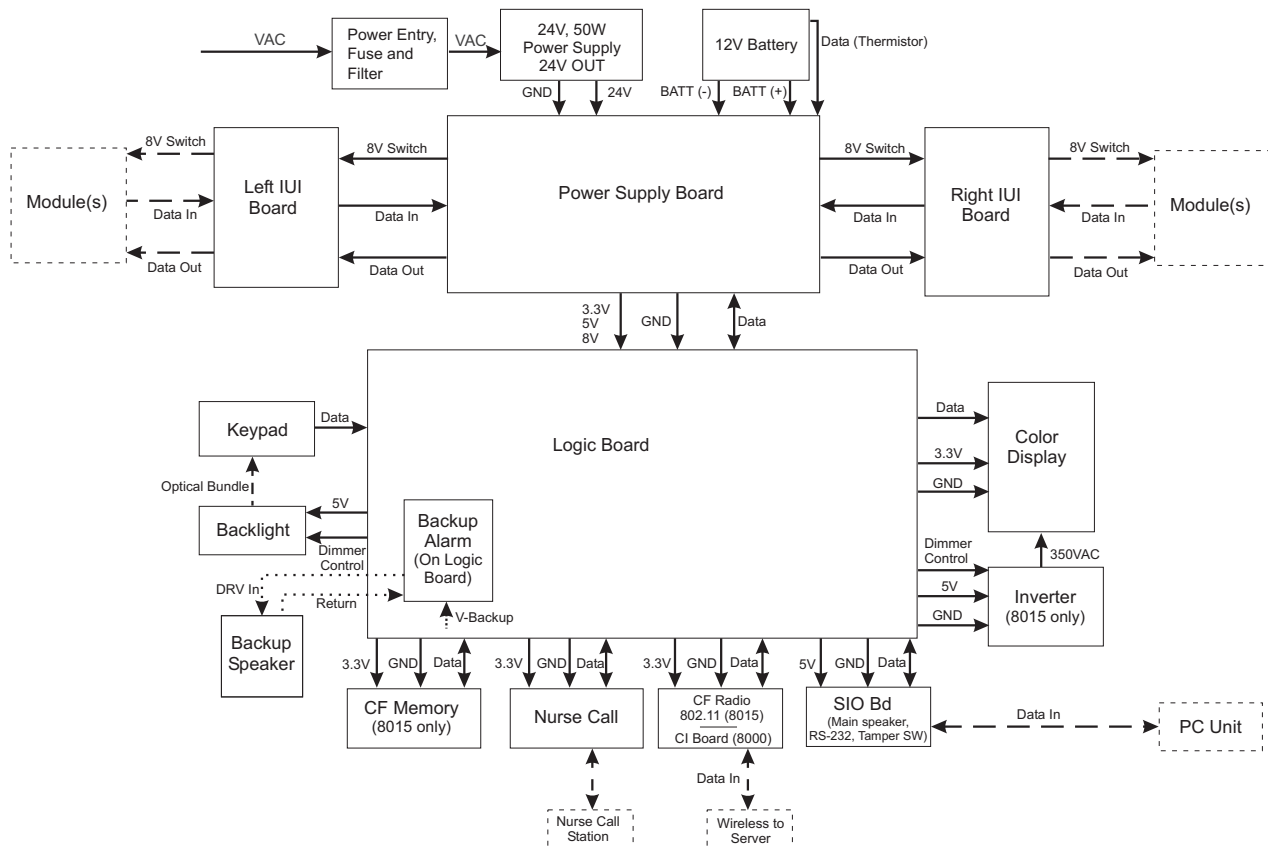 VAC
Power Entry,
Fuse and
Filter
VAC
24V, 50W
Power Supply
24V OUT
12V Battery
Data (Thermistor)
GND
24V
BATT (-)
BATT (+)
Module(s)
8V Switch
Data In
Data Out
Left IUI
Board
8V Switch
Data In
Data Out
Power Supply Board
8V Switch
Data In
Data Out
Right IUI
Board
8V Switch
Data In
Data Out
Module(s)
3.3V
5V
8V
GND
Data
Keypad
Data
Optical Bundle
Backlight
5V
Dimmer
Control
Logic Board
Backup
Alarm
(On Logic
Board)
DRV In
Return
V-Backup
Backup
Speaker
Data
3.3V
GND
Color
Display
350VAC
Dimmer
Control
5V
GND
Inverter
(8015 only)
3.3V
GND
Data
CF Memory
(8015 only)
3.3V
GND
Data
Nurse Call
3.3V
GND
Data
CF Radio
802.11 (8015)
CI Board (8000)
5V
GND
Data
SIO Bd
(Main speaker,
RS-232, Tamper SW)
Data In
PC Unit
Nurse Call
Station
Data In
Wireless to
Server